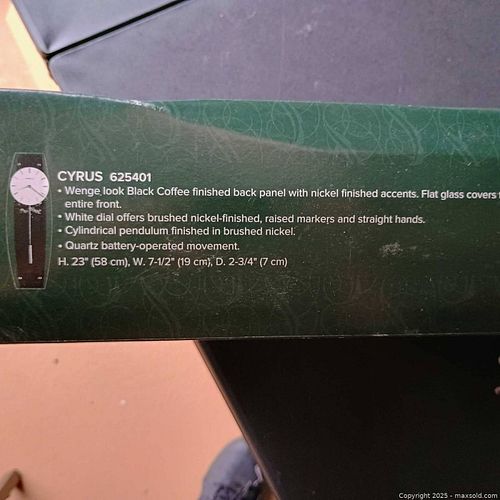 CYRUS 625401
• Wenge look Black Coffee finished back panel with nickel finished accents. Flat glass covers
entire front.
• White dial offers brushed nickel-finished, raised markers and straight hands.
• Cylindrical pendulum finished in brushed nickel.
• Quartz battery-operated movement.
H. 23" (58 cm), W. 7-1/2" (19 cm), D. 2-3/4" (7 cm)
Copyright 2025 - maxsold.com